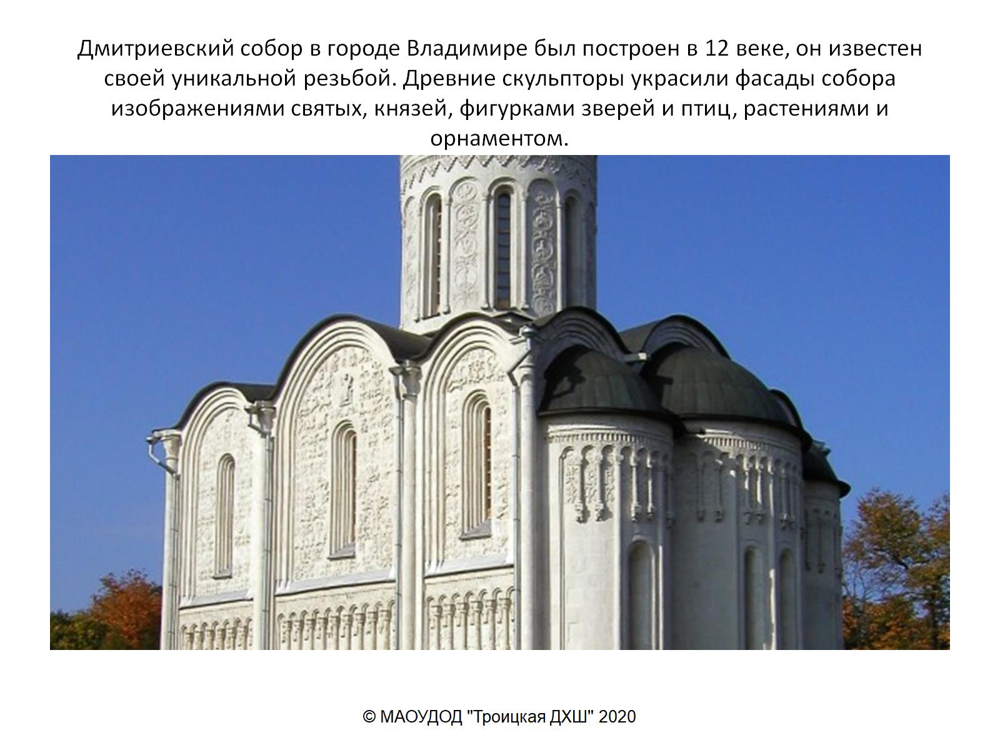 Дмитриевский собор в городе Владимире был построен в 12 веке, он известен
своей уникальной резьбой. Древние скульпторы украсили фасады собора
изображениями святых, князей, фигурками зверей и птиц, растениями и
орнаментом.
© МАОУДОД "Троицкая ДХШ" 2020